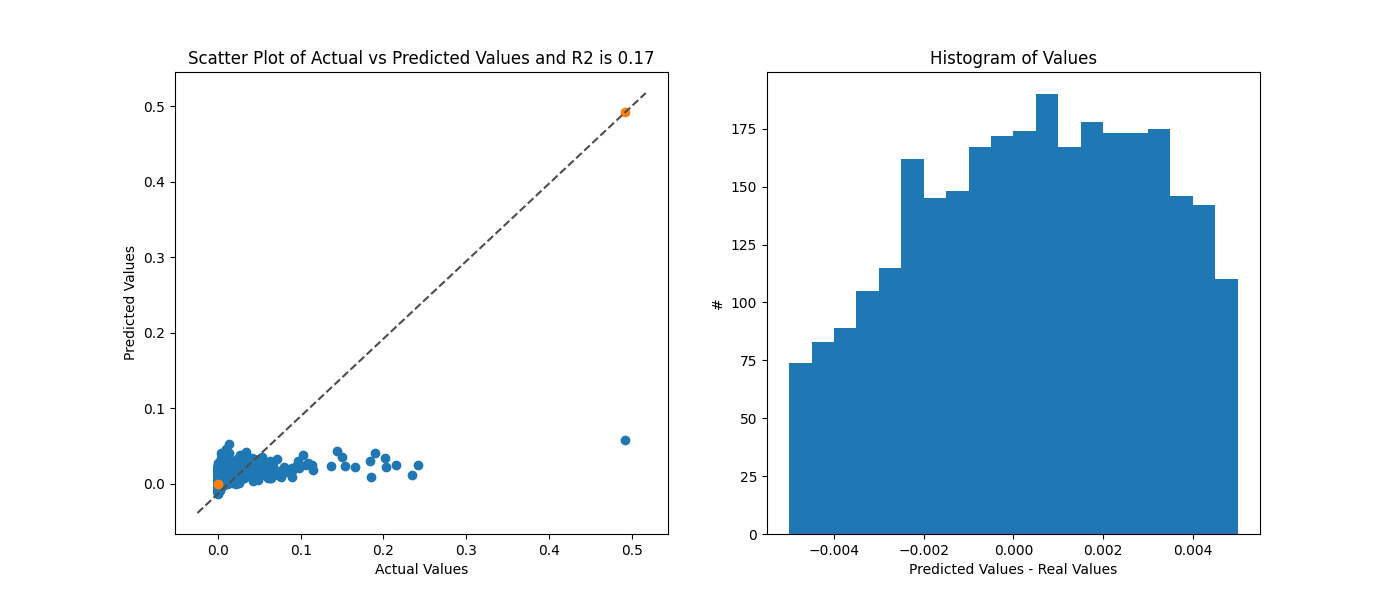 Scatter Plot of Actual vs Predicted Values and R2 is 0.17
Predicted Values
0.5
0.4
0.3
0.2
0.1
0.0
0.0 0.1 0.2 0.3 0.4 0.5
Actual Values
Histogram of Values
#
175
150
125
100
75
50
25
0
−0.004 −0.002 0.000 0.002 0.004
Predicted Values - Real Values